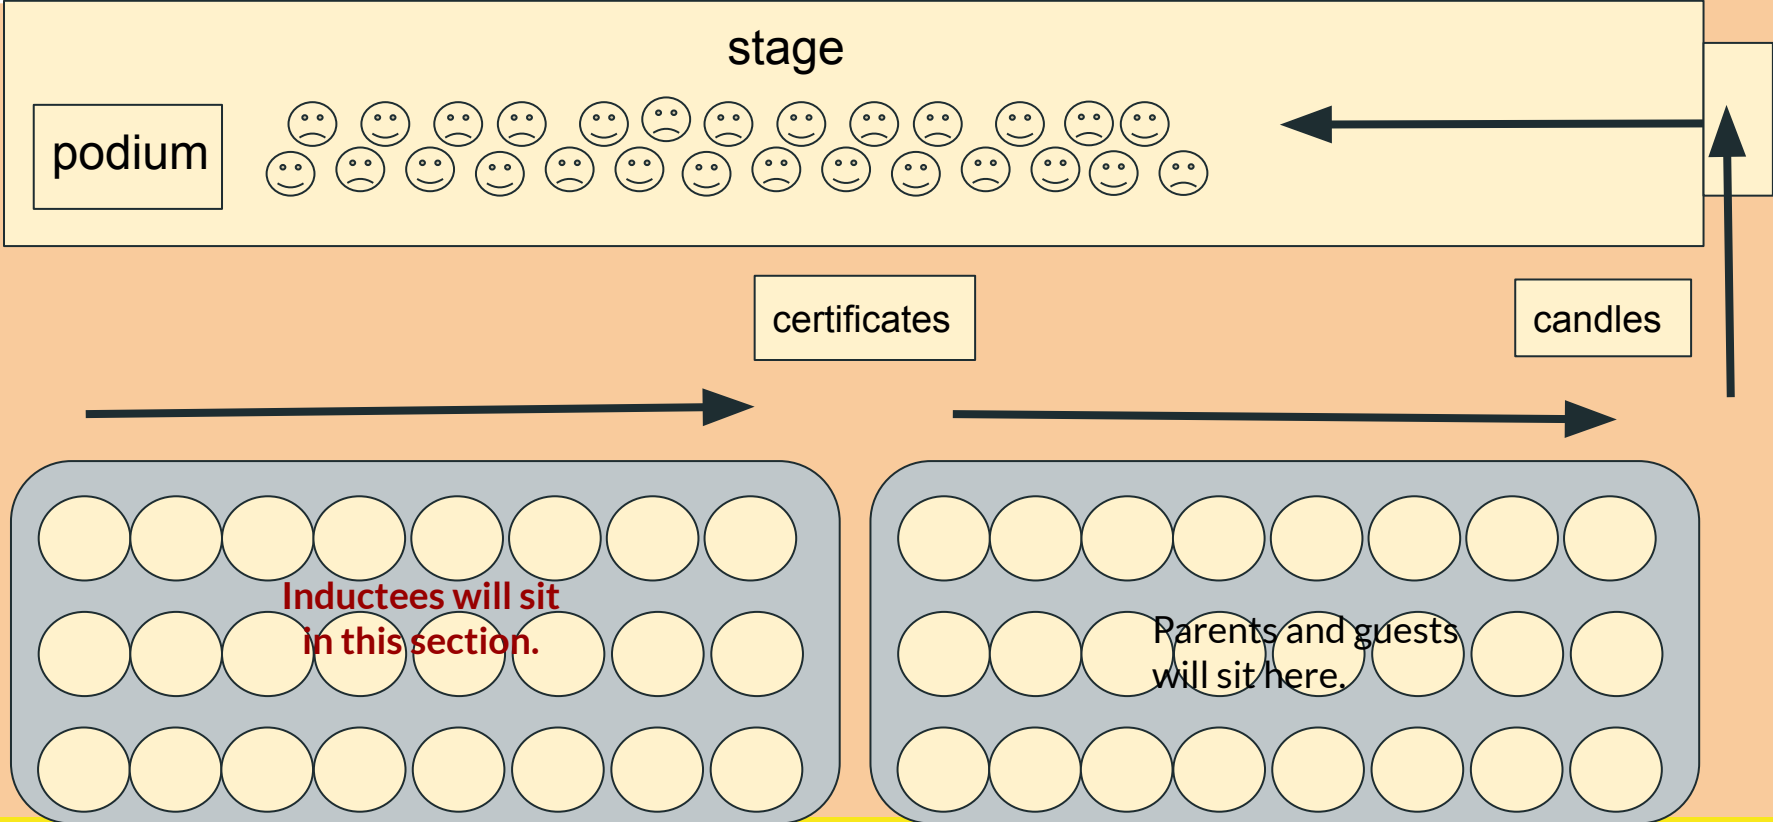 stage
podium
certificates
candles
Inductees will sit
in this section.
Parents and guests
will sit here.